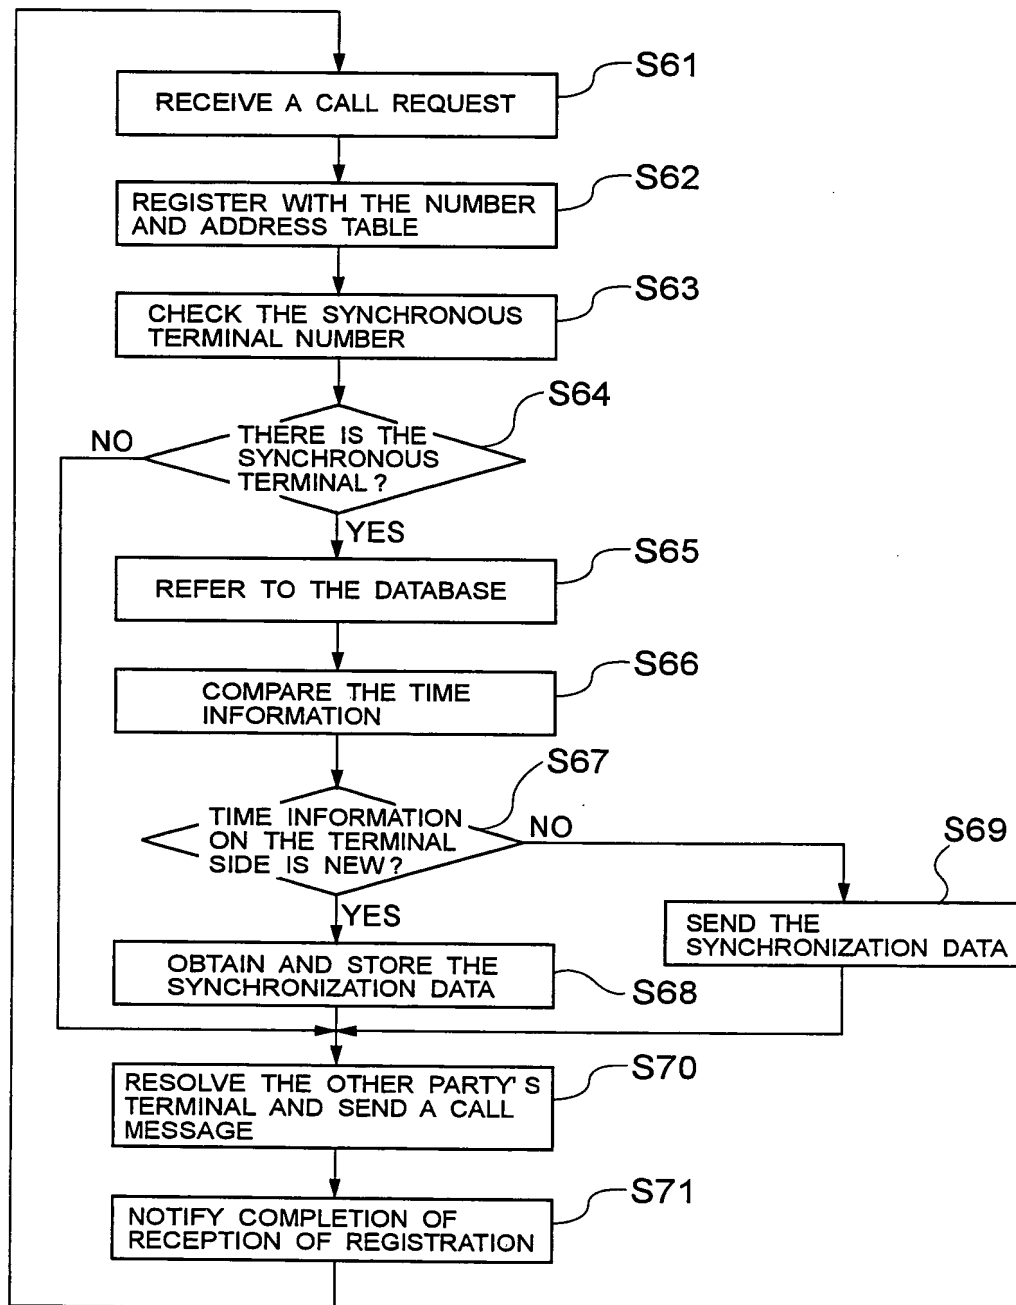 S61
RECEIVE A CALL REQUEST
S62
REGISTER WITH THE NUMBER
AND ADDRESS TABLE
S63
CHECK THE SYNCHRONOUS
TERMINAL NUMBER
S64
NO
THERE IS THE
SYNCHRONOUS
TERMINAL?
YES
S65
REFER TO THE DATABASE
S66
COMPARE THE TIME
INFORMATION
S67
TIME INFORMATION
ON THE TERMINAL
SIDE IS NEW?
NO
S69
YES
SEND THE
SYNCHRONIZATION DATA
OBTAIN AND STORE THE
SYNCHRONIZATION DATA
S68
S70
RESOLVE THE OTHER PARTY'S
TERMINAL AND SEND A CALL
MESSAGE
S71
NOTIFY COMPLETION OF
RECEPTION OF REGISTRATION